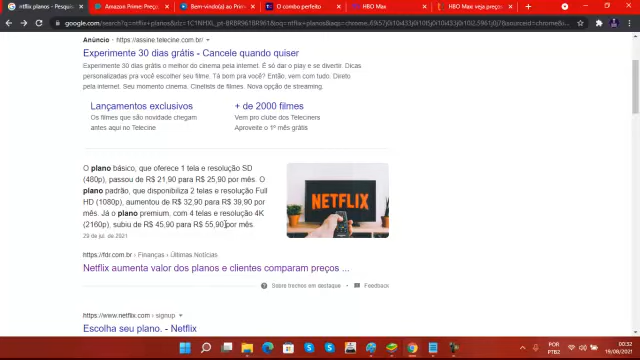 ntflix planos - Pesqui
Amazon Prime: Preço
Bem-vindo(a) ao Prim
O combo perfeito
HBO Max
HBO Max: veja preços
google.com/search?q=ntflix+planos&
Anúncio · https://assine.telecine.com.br/
Experimente 30 dias grátis - Cancele quando quiser
Experimente 30 dias grátis o melhor do cinema pela internet. É só dar o play e se divertir. Dicas
personalizadas pra você escolher seu filme. Tudo pronto? Então, vem com tudo. Direto
pela internet. Seu momento cinema. Cinelists de filmes. Nova opção de streaming.
Lançamentos exclusivos
+ de 2000 filmes
Os filmes que são novidade chegam
antes aqui no Telecine
Vem pro clube dos Teleciners
Aproveite o 1º mês grátis
O plano básico, que oferece 1 tela e resolução SD
(480p), passou de R$ 21,90 para R$ 25,90 por mês. O
plano padrão, que disponibiliza 2 telas e resolução Full
HD (1080p), aumentou de R$ 32,90 para R$ 39,90 por
mês. Já o plano premium, com 4 telas e resolução 4K
(2160p), subiu de R$ 45,90 para R$ 55,90 por mês.
29 de jul. de 2021
NETFLIX
https://fdr.com.br › Finanças › Últimas Notícias
Netflix aumenta valor dos planos e clientes comparam preços ...
Sobre trechos em destaque
Feedback
https://www.netflix.com › signup
Escolha seu plano. - Netflix
POR
PTB2
00:32
19/08/2021